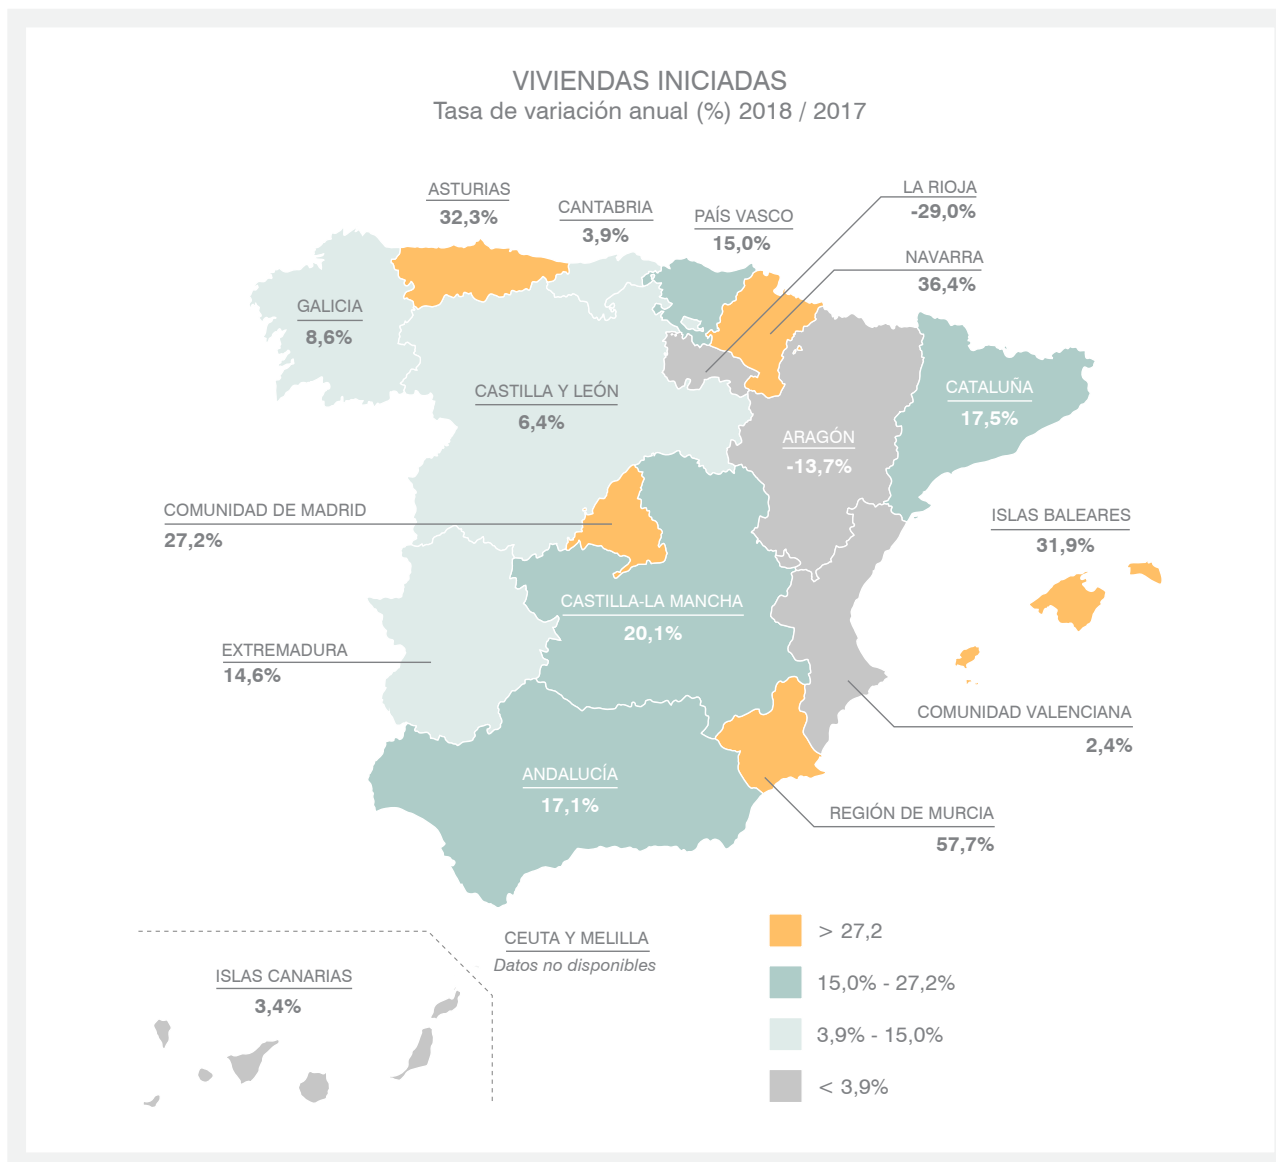 VIVIENDAS INICIADAS
Tasa de variación anual (%) 2018 / 2017
ASTURIAS
32,3%
CANTABRIA
3,9%
PAÍS VASCO
15,0%
LA RIOJA
-29,0%
NAVARRA
36,4%
GALICIA
8,6%
CASTILLA Y LEÓN
6,4%
ARAGÓN
-13,7%
CATALUÑA
17,5%
COMUNIDAD DE MADRID
27,2%
ISLAS BALEARES
31,9%
CASTILLA-LA MANCHA
20,1%
EXTREMADURA
14,6%
COMUNIDAD VALENCIANA
2,4%
ANDALUCÍA
17,1%
REGIÓN DE MURCIA
57,7%
CEUTA Y MELILLA
Datos no disponibles
ISLAS CANARIAS
3,4%
> 27,2
15,0% - 27,2%
3,9% - 15,0%
< 3,9%